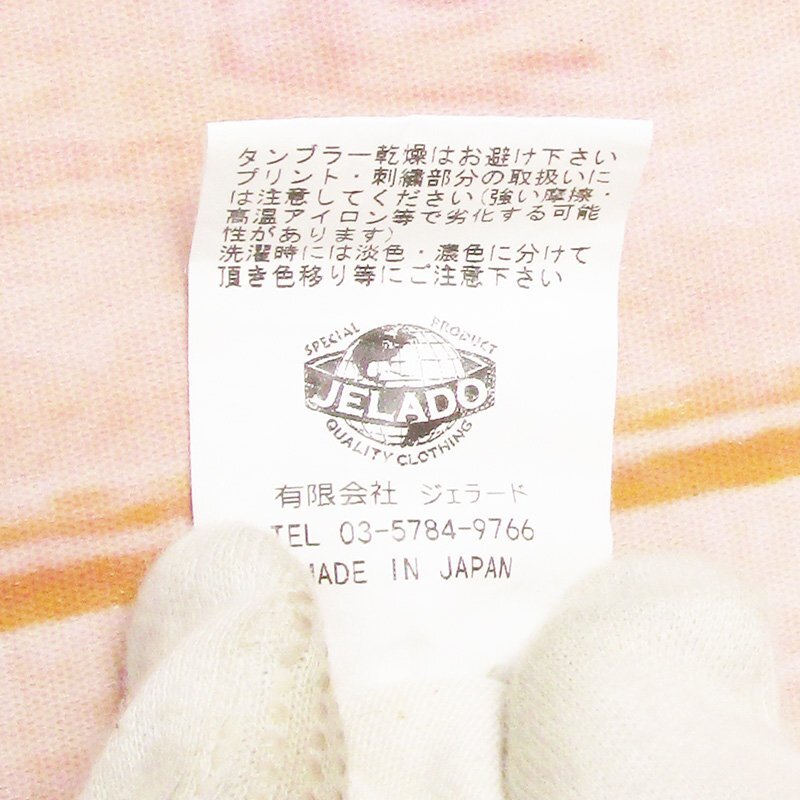 タンブラー乾燥はお避け下さい
プリント・刺繍部分の取扱いに
は注意してください(強い摩擦・
高温アイロン等で劣化する可能
性があります)
洗濯時には淡色・濃色に分けて
頂き色移り等にご注意下さい
SPECIAL PRODUCT
JELADO
QUALITY CLOTHING
有限会社 ジェラード
TEL 03-5784-9766
MADE IN JAPAN